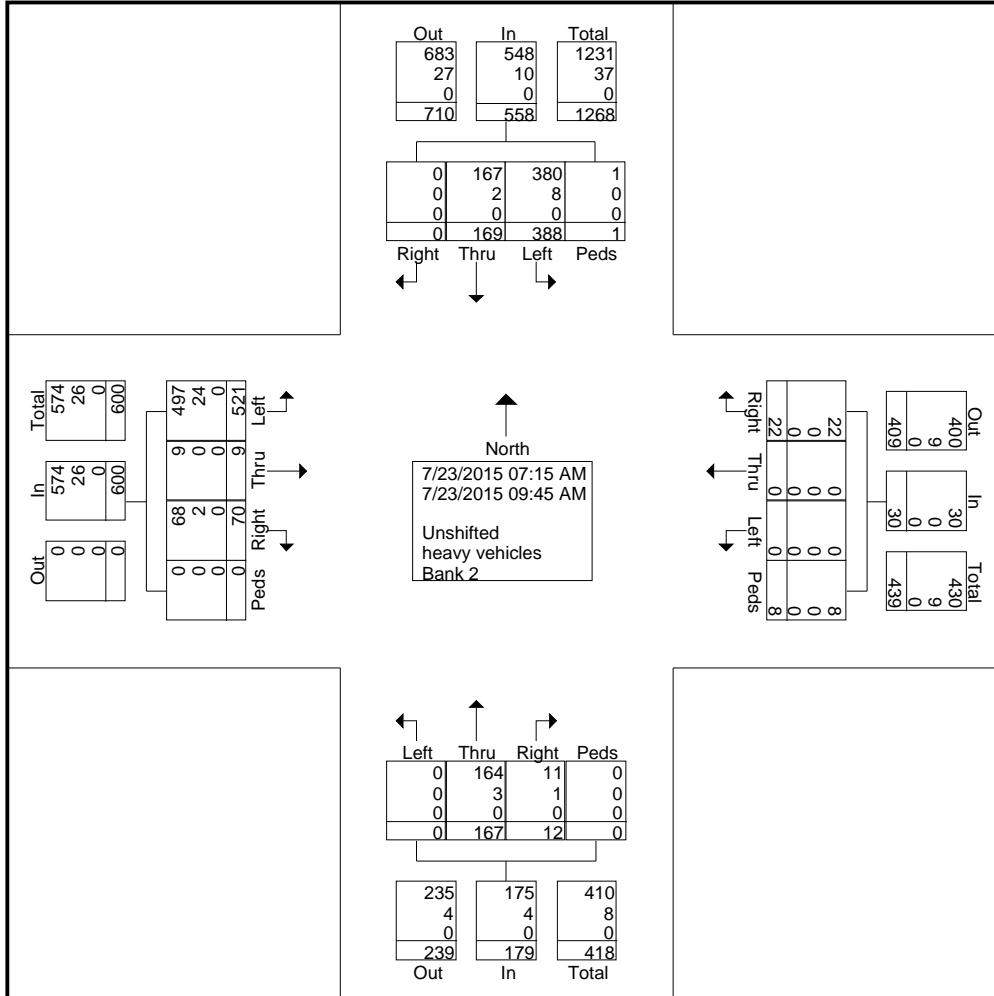 Out In Total
683 548 1231
27 10 37
0 0 0
710 558 1268
0 167 380 1
0 2 8 0
0 0 0 0
0 169 388 1
Right Thru Left Peds
Total
574
26
0
600
In
574
26
0
600
Out
0
0
0
0
497
24
0
521
Left
9
0
0
9
Thru
68
2
0
70
Right
0
0
0
0
Peds
North
7/23/2015 07:15 AM
7/23/2015 09:45 AM
Unshifted
heavy vehicles
Bank 2
Right
22
0
0
22
Thru
0
0
0
0
Left
0
0
0
0
Peds
8
0
0
8
Out
400
9
0
409
In
30
0
0
30
Total
430
9
0
439
Left Thru Right Peds
0 164 11 0
0 3 1 0
0 0 0 0
0 167 12 0
235 175 410
4 4 8
0 0 0
239 179 418
Out In Total